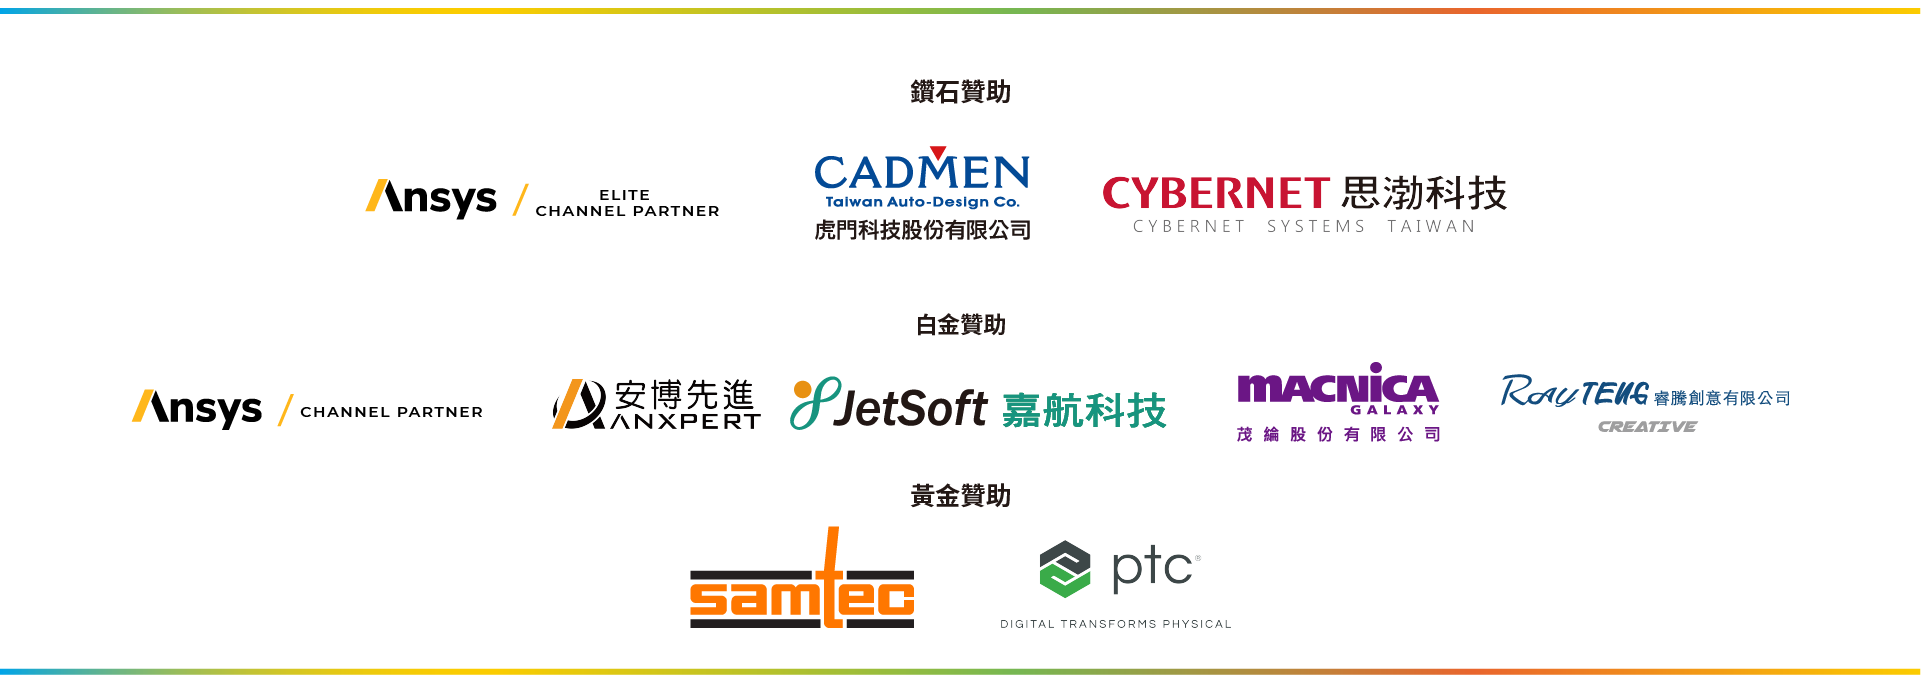 鑽石贊助
Ansys / ELITE CHANNEL PARTNER
CADMEN
Taiwan Auto-Design Co.
虎門科技股份有限公司
CYBERNET 思渤科技
CYBERNET SYSTEMS TAIWAN
白金贊助
Ansys / CHANNEL PARTNER
安博先進
ANXPERT
JetSoft 嘉航科技
MACNICA
GALAXY
茂綸股份有限公司
RAYTENG 睿騰創意有限公司
CREATIVE
黃金贊助
samtec
ptc®
DIGITAL TRANSFORMS PHYSICAL